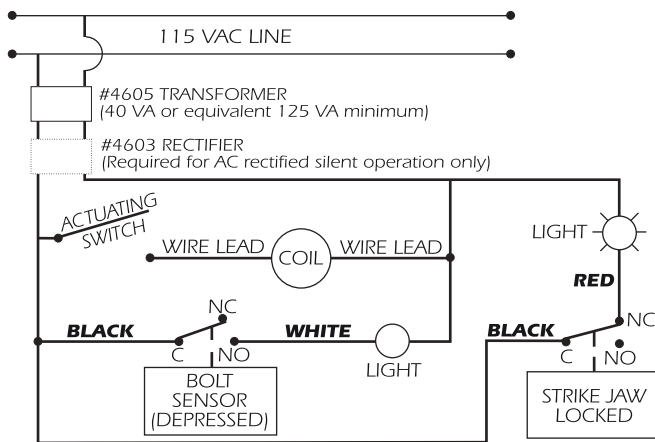 115 VAC LINE
#4605 TRANSFORMER
(40 VA or equivalent 125 VA minimum)
#4603 RECTIFIER
(Required for AC rectified silent operation only)
ACTUATING
SWITCH
WIRE LEAD
COIL
WIRE LEAD
LIGHT
RED
NC
BLACK
C
NO
WHITE
LIGHT
BOLT
SENSOR
(DEPRESSED)
BLACK
NC
C
NO
STRIKE JAW
LOCKED